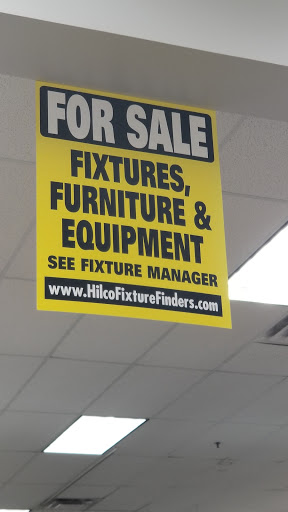 FOR SALE
FIXTURES,
FURNITURE &
EQUIPMENT
SEE FIXTURE MANAGER
www.HilcoFixtureFinders.com